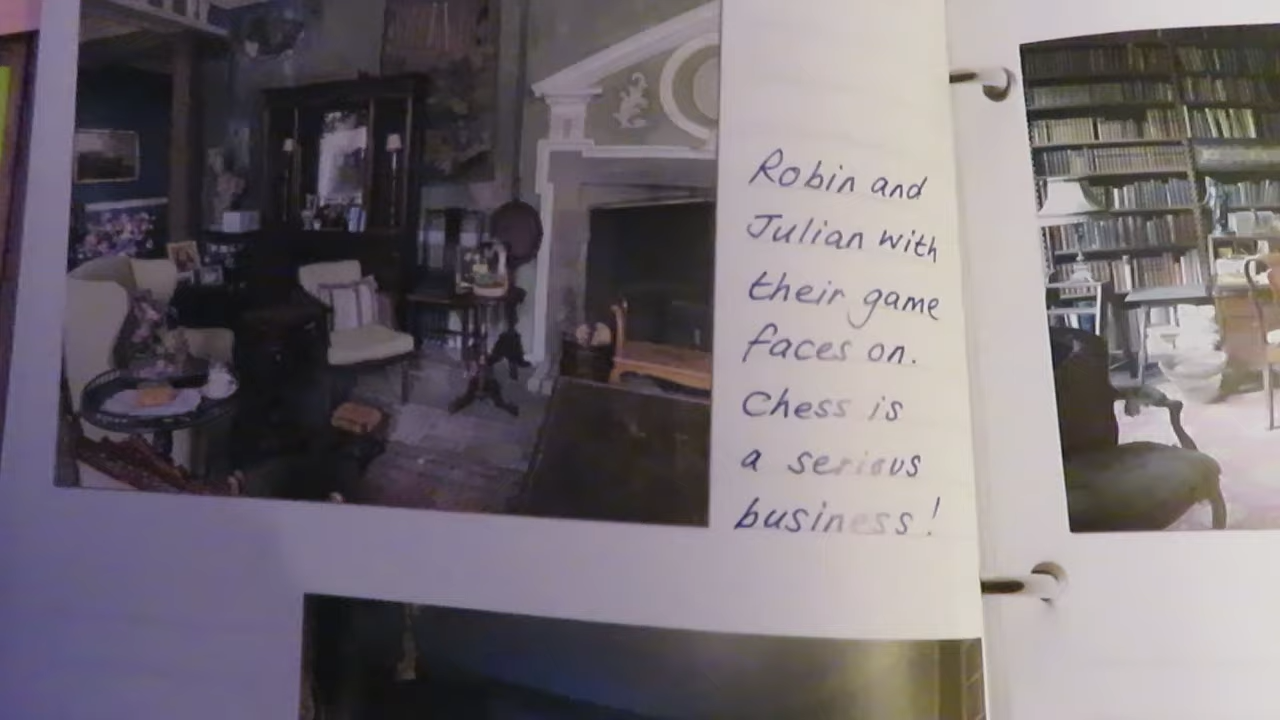 Robin and
Julian with
their game
faces on.
Chess is
a serious
business!